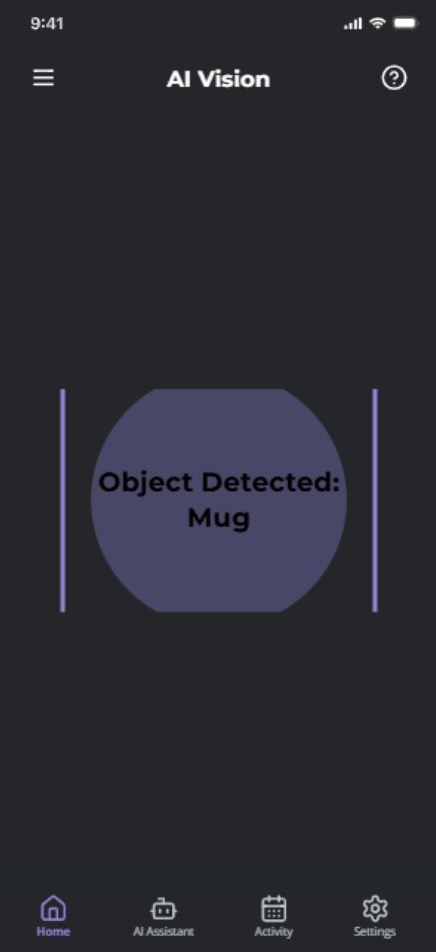 9:41
AI Vision
Object Detected:
Mug
Home
AI Assistant
Activity
Settings